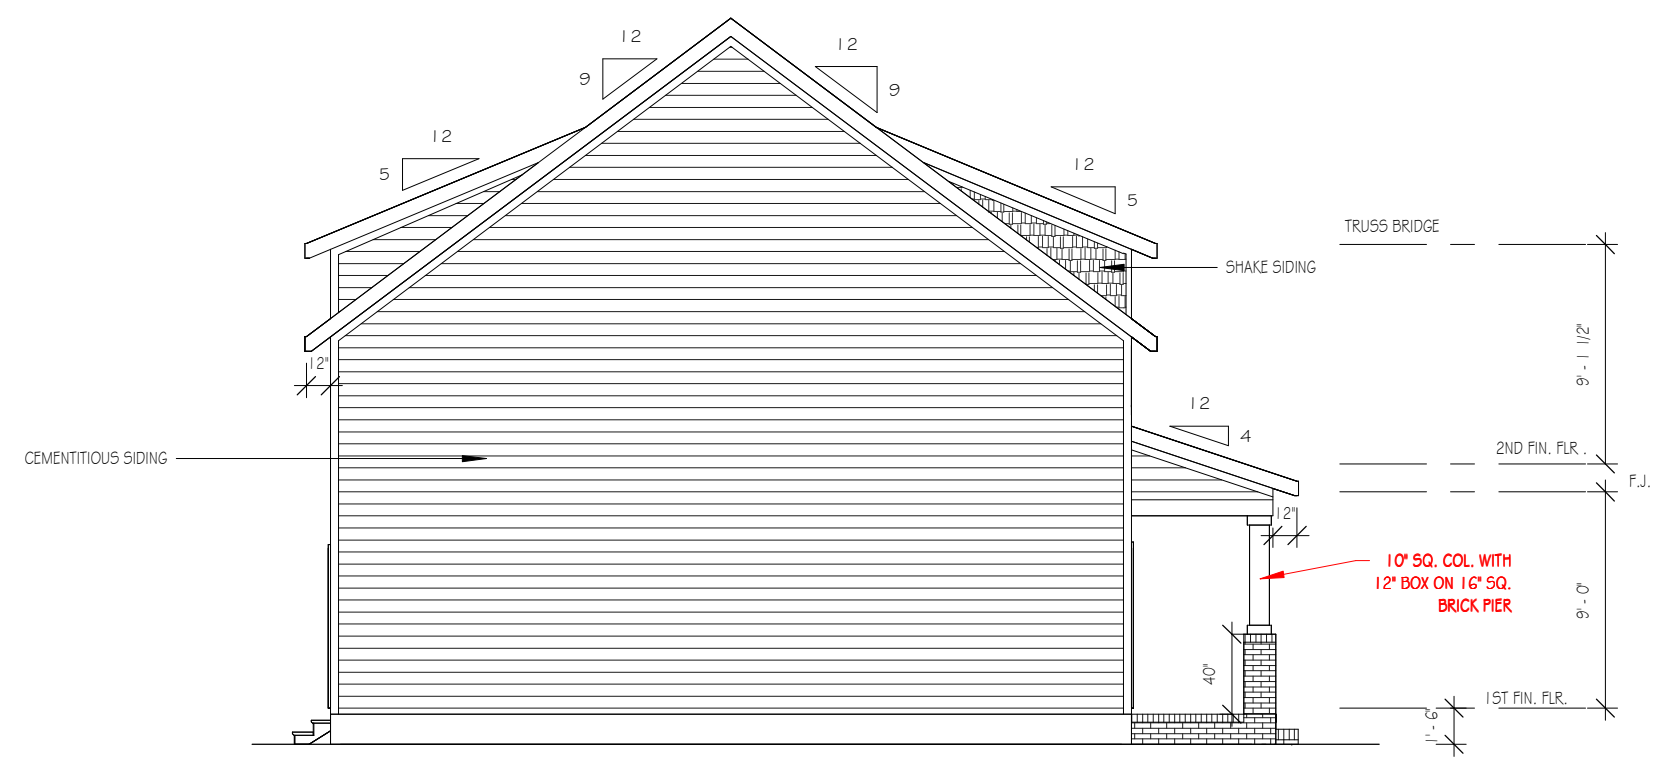 12
9
12
9
12
5
12
5
TRUSS BRIDGE
SHAKE SIDING
9' - 1 1/2"
12"
12
4
CEMENTITIOUS SIDING
2ND FIN. FLR .
F.J.
12"
10" SQ. COL. WITH
12" BOX ON 16" SQ.
BRICK PIER
9' - 0"
40"
1ST FIN. FLR.
1' - 6"